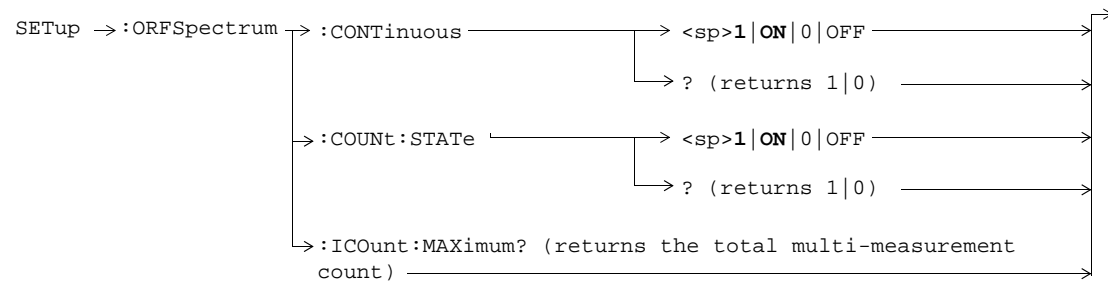 SETup :ORFSpectrum :CONTinuous <sp>1|ON|0|OFF
? (returns 1|0)
:COUNt:STATe <sp>1|ON|0|OFF
? (returns 1|0)
:ICOunt:MAXimum? (returns the total multi-measurement
count)